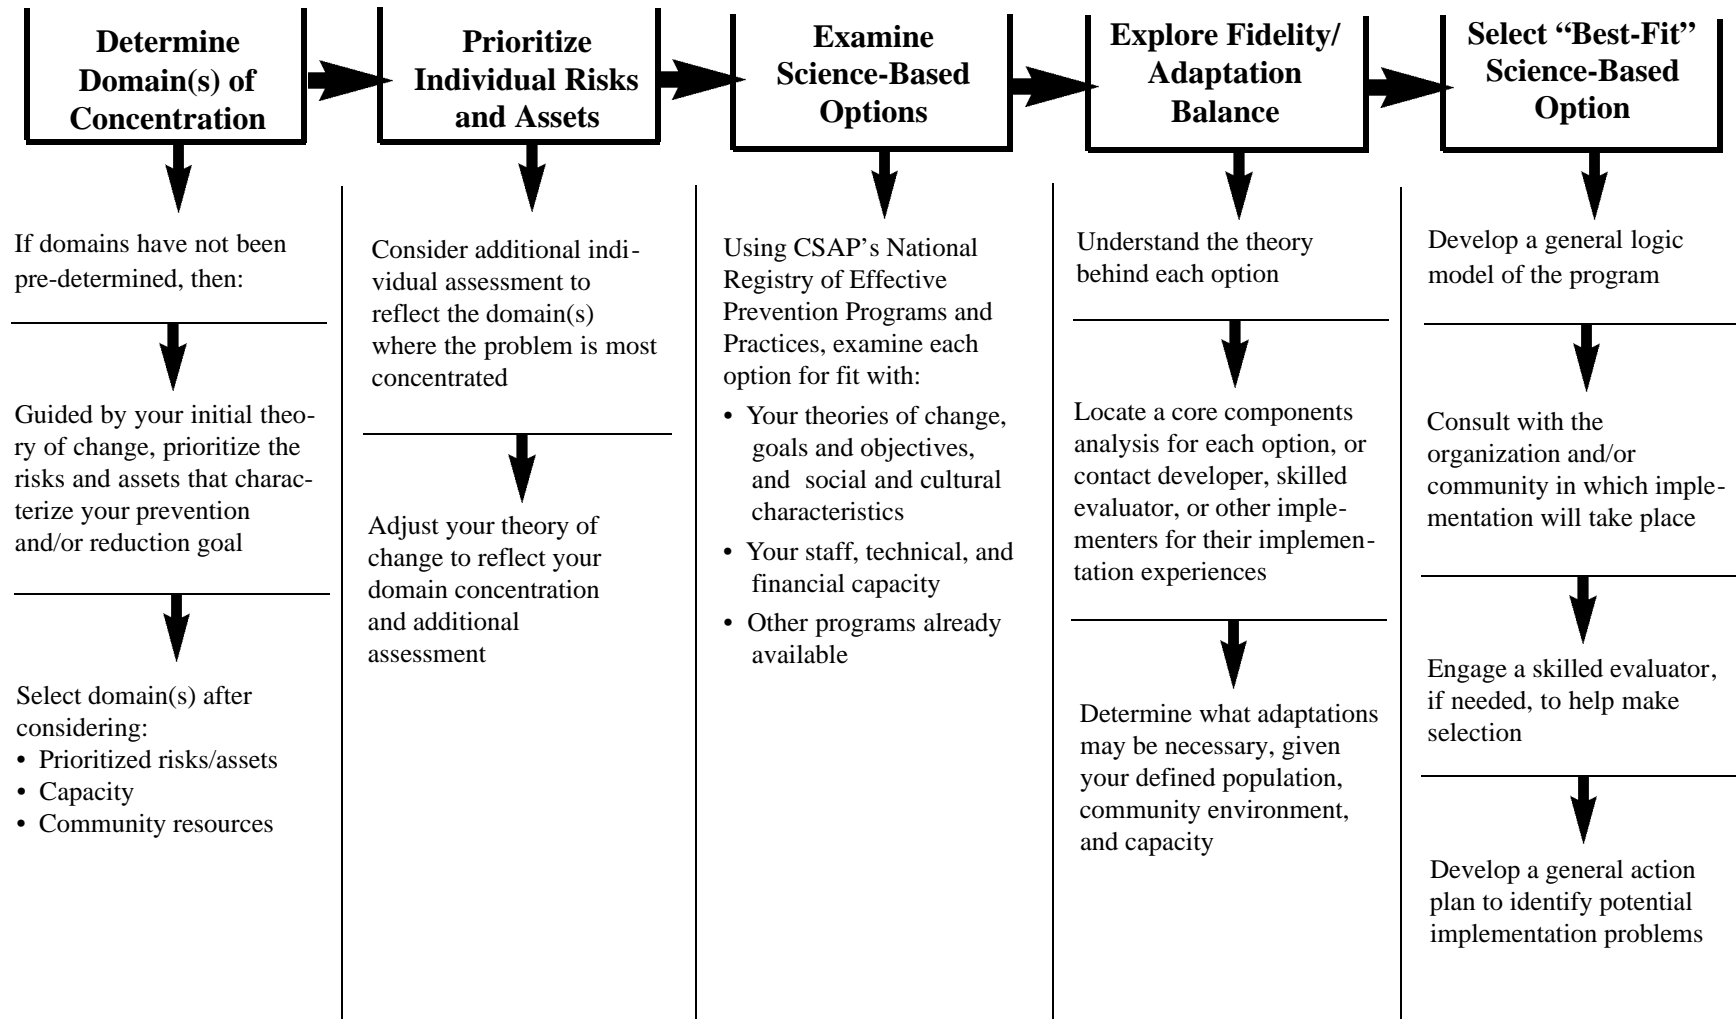 Determine
Domain(s) of
Concentration
If domains have not been
pre-determined, then:
Guided by your initial theo-
ry of change, prioritize the
risks and assets that charac-
terize your prevention
and/or reduction goal
Select domain(s) after
considering:
• Prioritized risks/assets
• Capacity
• Community resources
Prioritize
Individual Risks
and Assets
Consider additional indi-
vidual assessment to
reflect the domain(s)
where the problem is most
concentrated
Adjust your theory of
change to reflect your
domain concentration
and additional
assessment
Examine
Science-Based
Options
Using CSAP’s National
Registry of Effective
Prevention Programs and
Practices, examine each
option for fit with:
• Your theories of change,
goals and objectives,
and social and cultural
characteristics
• Your staff, technical, and
financial capacity
• Other programs already
available
Explore Fidelity/
Adaptation
Balance
Understand the theory
behind each option
Locate a core components
analysis for each option, or
contact developer, skilled
evaluator, or other imple-
menters for their implemen-
tation experiences
Determine what adaptations
may be necessary, given
your defined population,
community environment,
and capacity
Select “Best-Fit”
Science-Based
Option
Develop a general logic
model of the program
Consult with the
organization and/or
community in which imple-
mentation will take place
Engage a skilled evaluator,
if needed, to help make
selection
Develop a general action
plan to identify potential
implementation problems